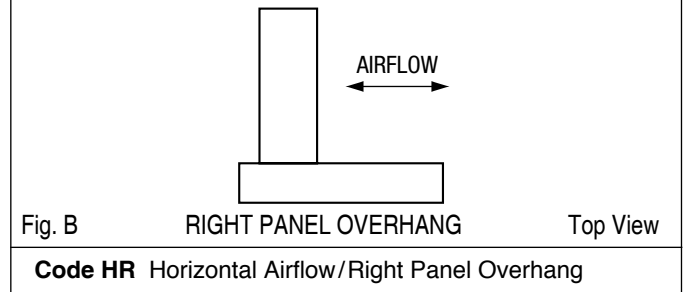 AIRFLOW
Fig. B RIGHT PANEL OVERHANG Top View
Code HR Horizontal Airflow/Right Panel Overhang